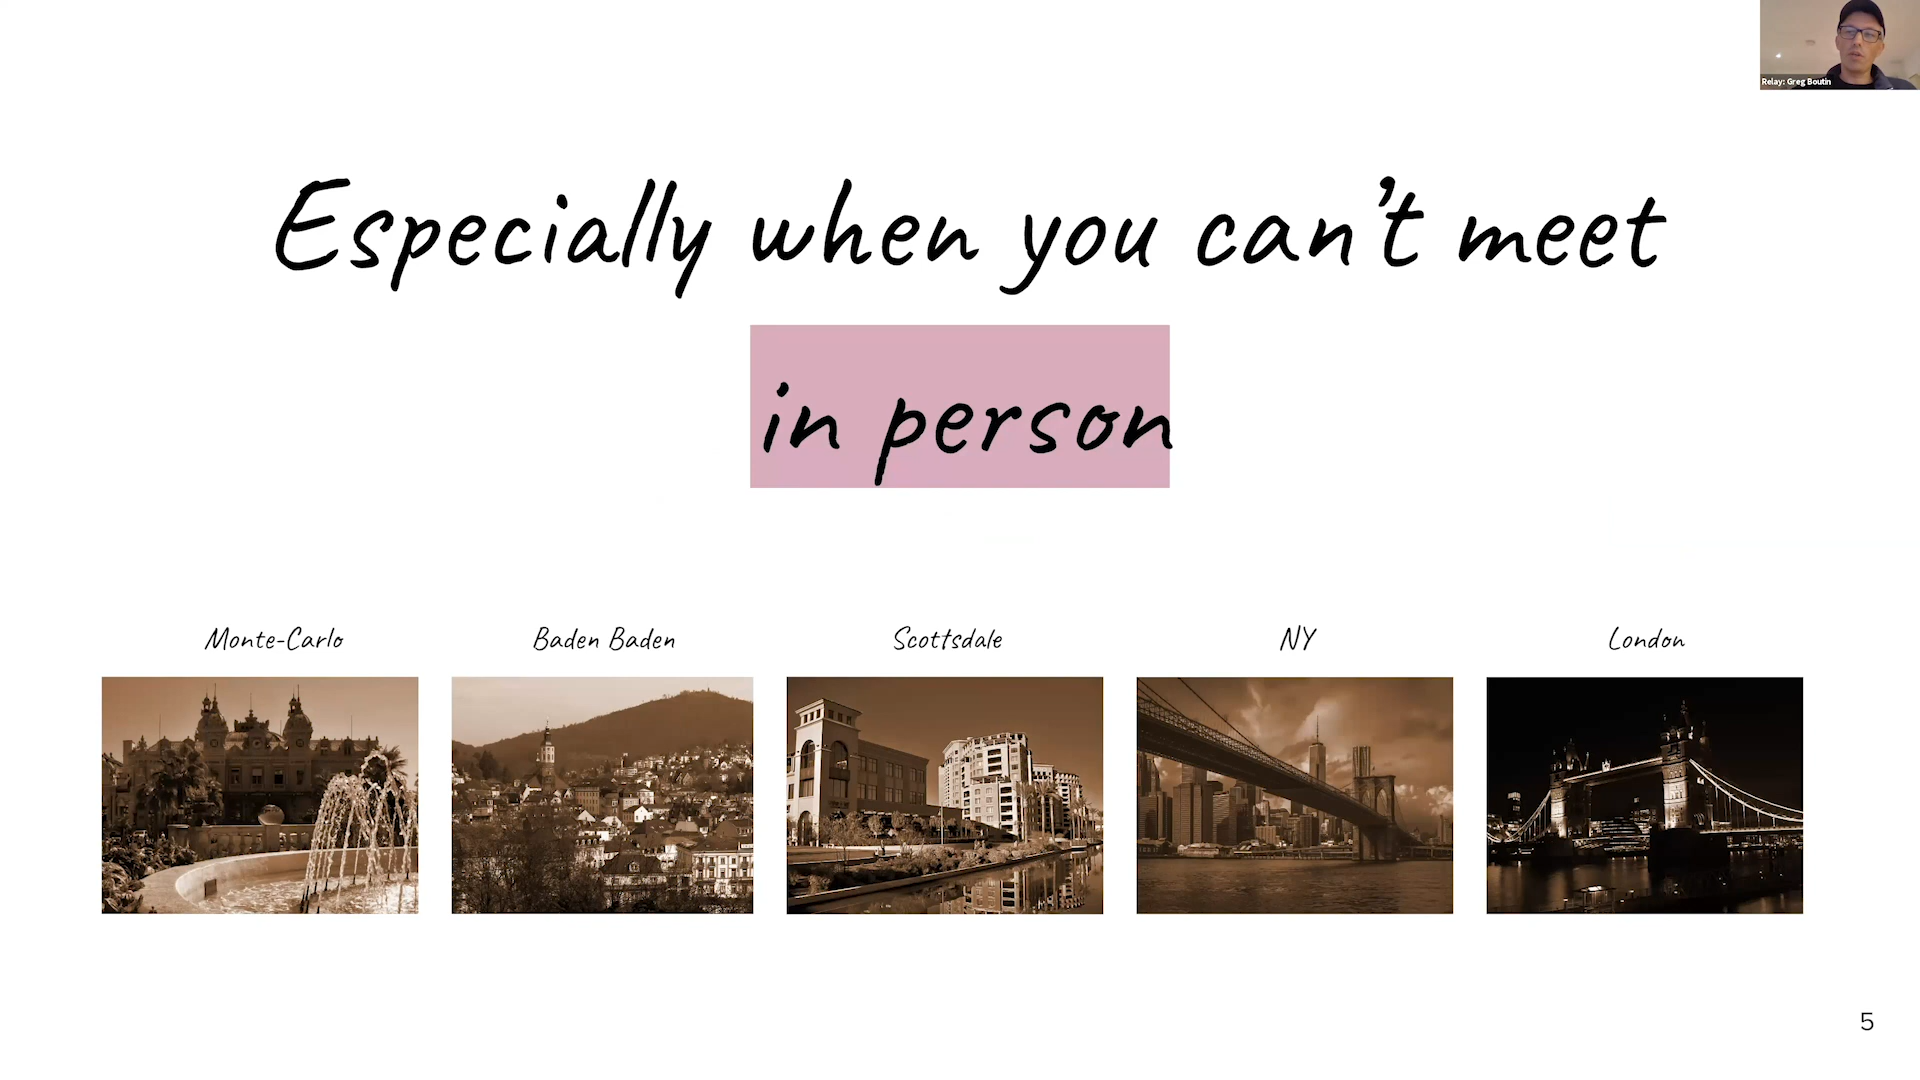 Relay: Greg Boutin
Especially when you can't meet
in person
Monte-Carlo
Baden Baden
Scottsdale
NY
London
5